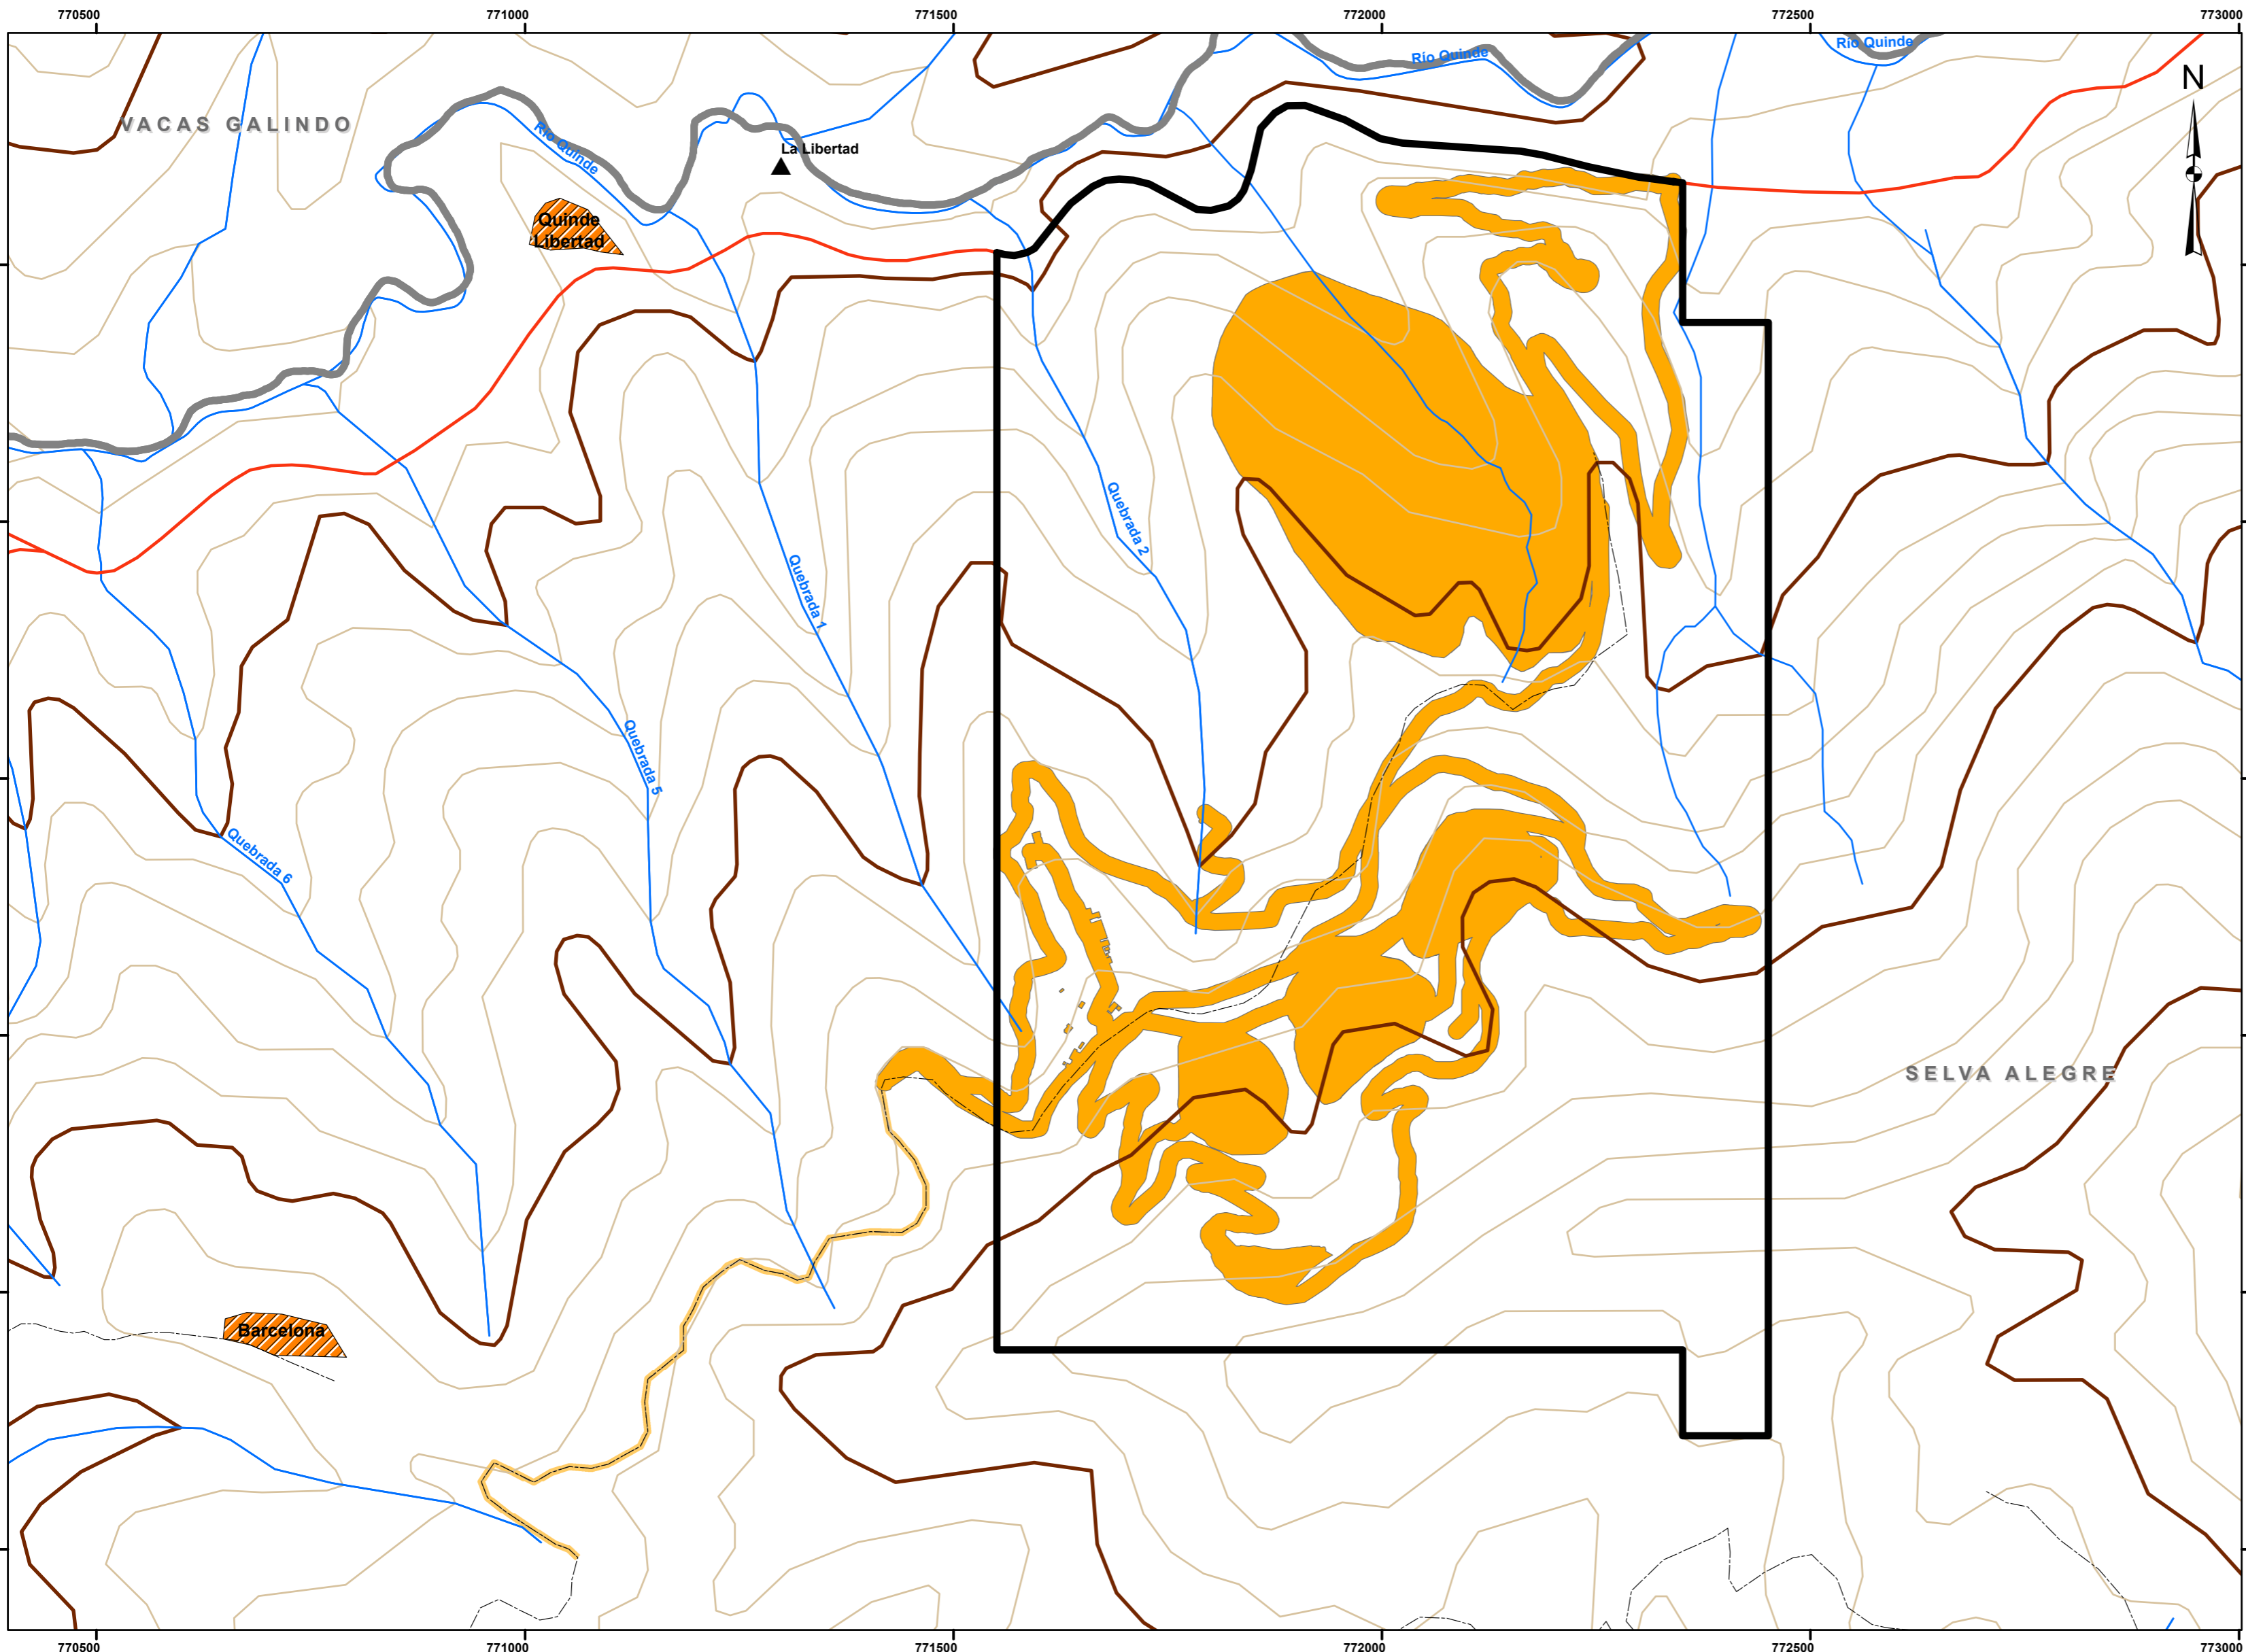 770500 771000 771500 772000 772500 773000
Río Quinde
Río Quinde
N
VACAS GALINDO
Río Quinde
La Libertad
Quinde
Libertad
Quebrada 2
Quebrada 1
Quebrada 5
Quebrada 6
SELVA ALEGRE
Barcelona
770500 771000 771500 772000 772500 773000